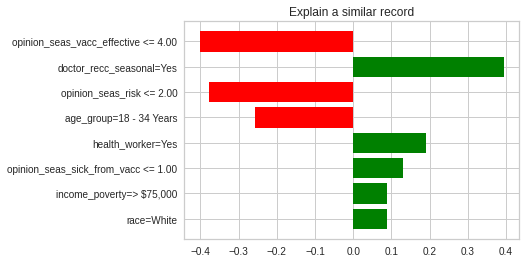 Explain a similar record
opinion_seas_vacc_effective <= 4.00
doctor_recc_seasonal=Yes
opinion_seas_risk <= 2.00
age_group=18 - 34 Years
health_worker=Yes
opinion_seas_sick_from_vacc <= 1.00
income_poverty=> $75,000
race=White
−0.4 −0.3 −0.2 −0.1 0.0 0.1 0.2 0.3 0.4